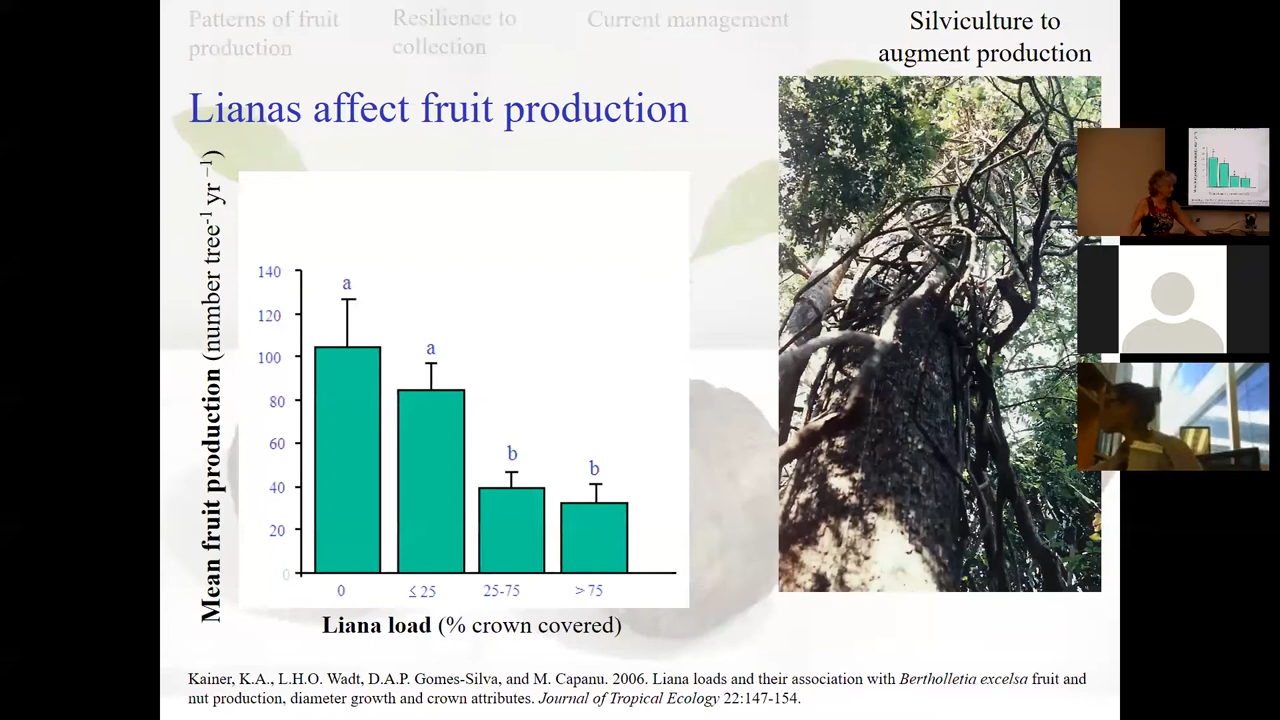 Patterns of fruit
production
Resilience to
collection
Current management
Silviculture to
augment production
Lianas affect fruit production
Mean fruit production (number tree⁻¹ yr⁻¹)
140
120
100
80
60
40
20
0
a
a
b
b
0
≤ 25
25-75
> 75
Liana load (% crown covered)
Kainer, K.A., L.H.O. Wadt, D.A.P. Gomes-Silva, and M. Capanu. 2006. Liana loads and their association with Bertholletia excelsa fruit and
nut production, diameter growth and crown attributes. Journal of Tropical Ecology 22:147-154.